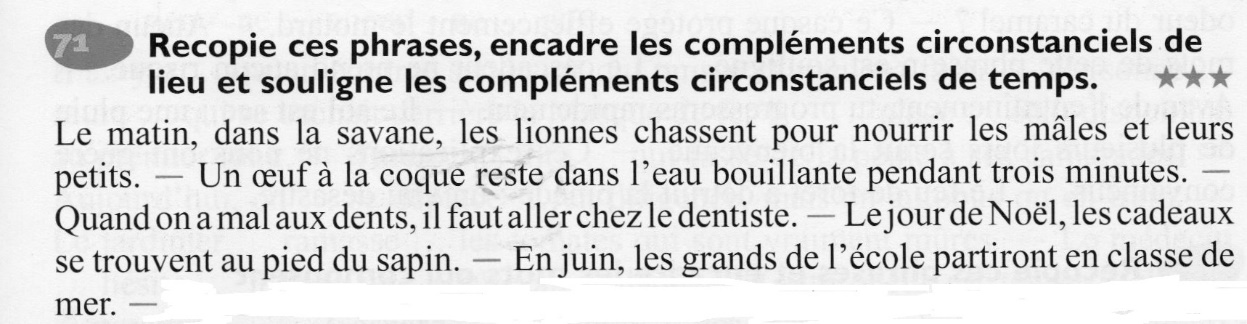 71 Recopie ces phrases, encadre les compléments circonstanciels de
lieu et souligne les compléments circonstanciels de temps. ★★★
Le matin, dans la savane, les lionnes chassent pour nourrir les mâles et leurs
petits. — Un œuf à la coque reste dans l'eau bouillante pendant trois minutes. —
Quand on a mal aux dents, il faut aller chez le dentiste. — Le jour de Noël, les cadeaux
se trouvent au pied du sapin. — En juin, les grands de l'école partiront en classe de
mer. —